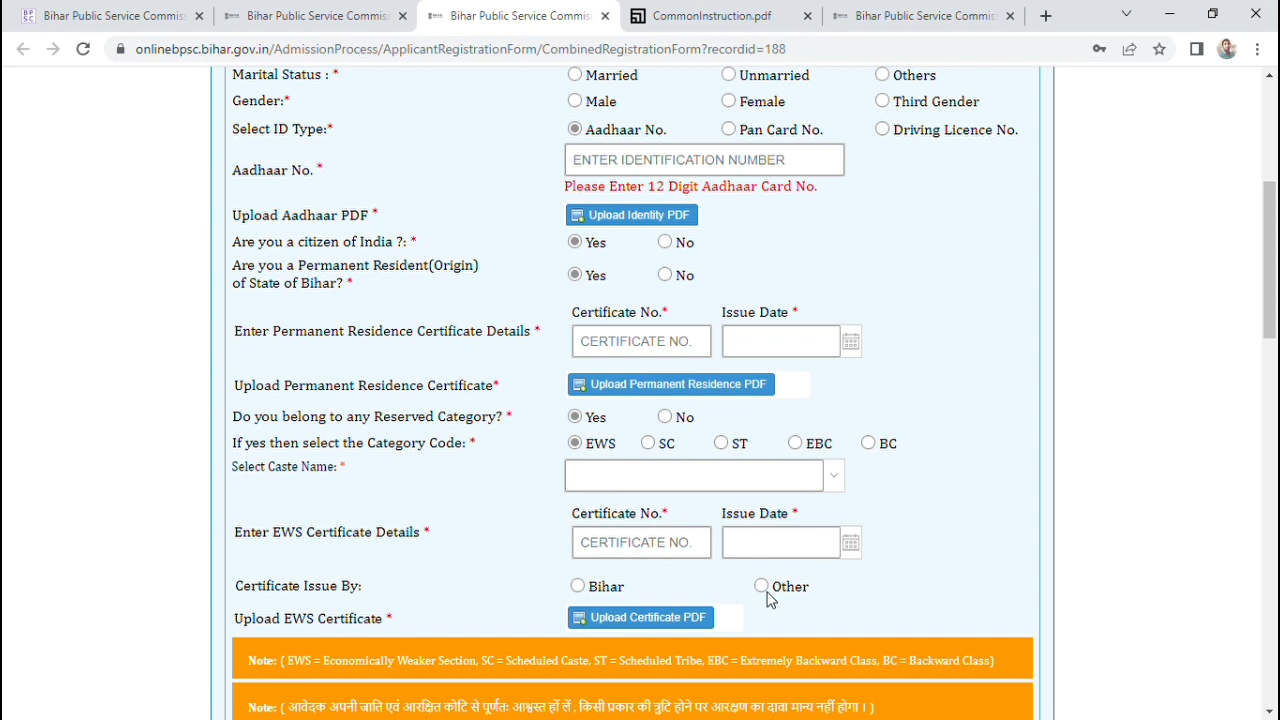 Bihar Public Service Commiss
Bihar Public Service Commiss
Bihar Public Service Commiss
CommonInstruction.pdf
Bihar Public Service Commiss
onlinebpsc.bihar.gov.in/AdmissionProcess/ApplicantRegistrationForm/CombinedRegistrationForm?recordid=188
Marital Status : * Married Unmarried Others
Gender:* Male Female Third Gender
Select ID Type:* Aadhaar No. Pan Card No. Driving Licence No.
Aadhaar No. * ENTER IDENTIFICATION NUMBER
Please Enter 12 Digit Aadhaar Card No.
Upload Aadhaar PDF * Upload Identity PDF
Are you a citizen of India ?: * Yes No
Are you a Permanent Resident(Origin)
of State of Bihar? * Yes No
Certificate No.* Issue Date *
Enter Permanent Residence Certificate Details * CERTIFICATE NO.
Upload Permanent Residence Certificate* Upload Permanent Residence PDF
Do you belong to any Reserved Category? * Yes No
If yes then select the Category Code: * EWS SC ST EBC BC
Select Caste Name: *
Certificate No.* Issue Date *
Enter EWS Certificate Details * CERTIFICATE NO.
Certificate Issue By: Bihar Other
Upload EWS Certificate * Upload Certificate PDF
Note: ( EWS = Economically Weaker Section, SC = Scheduled Caste, ST = Scheduled Tribe, EBC = Extremely Backward Class, BC = Backward Class)
Note: ( आवेदक अपनी जाति एवं आरक्षित कोटि से पूर्णतः आश्वस्त हों लें , किसी प्रकार की त्रुटि होने पर आरक्षण का दावा मान्य नहीं होगा । )